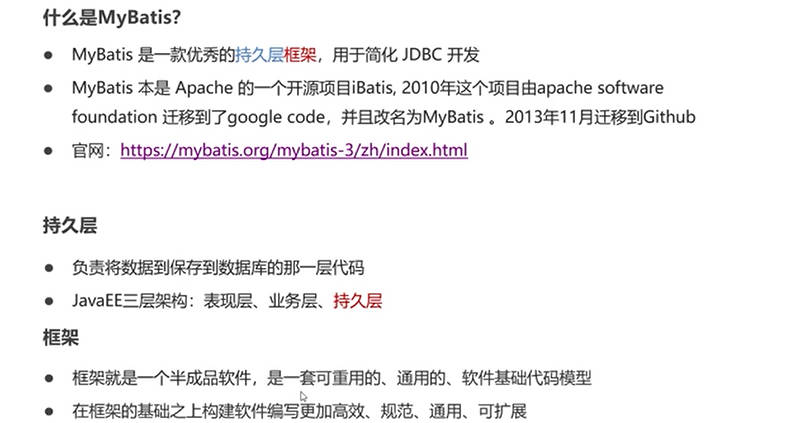 什么是MyBatis?
● MyBatis 是一款优秀的持久层框架，用于简化 JDBC 开发
● MyBatis 本是 Apache 的一个开源项目iBatis, 2010年这个项目由apache software
foundation 迁移到了google code，并且改名为MyBatis 。2013年11月迁移到Github
● 官网：https://mybatis.org/mybatis-3/zh/index.html
持久层
● 负责将数据到保存到数据库的那一层代码
● JavaEE三层架构：表现层、业务层、持久层
框架
● 框架就是一个半成品软件，是一套可重用的、通用的、软件基础代码模型
● 在框架的基础之上构建软件编写更加高效、规范、通用、可扩展